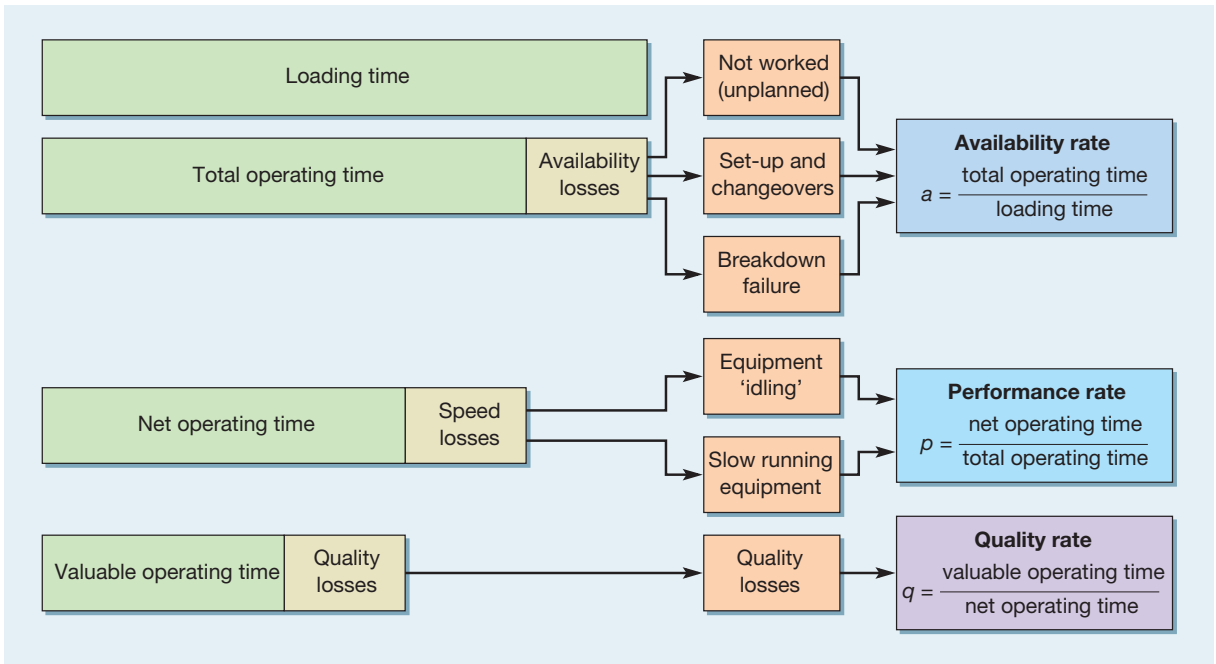 Loading time
Not worked
(unplanned)
Total operating time
Availability
losses
Set-up and
changeovers
Breakdown
failure
Availability rate
a = total operating time
loading time
Net operating time
Speed
losses
Equipment
‘idling’
Slow running
equipment
Performance rate
p = net operating time
total operating time
Valuable operating time
Quality
losses
Quality
losses
Quality rate
q = valuable operating time
net operating time